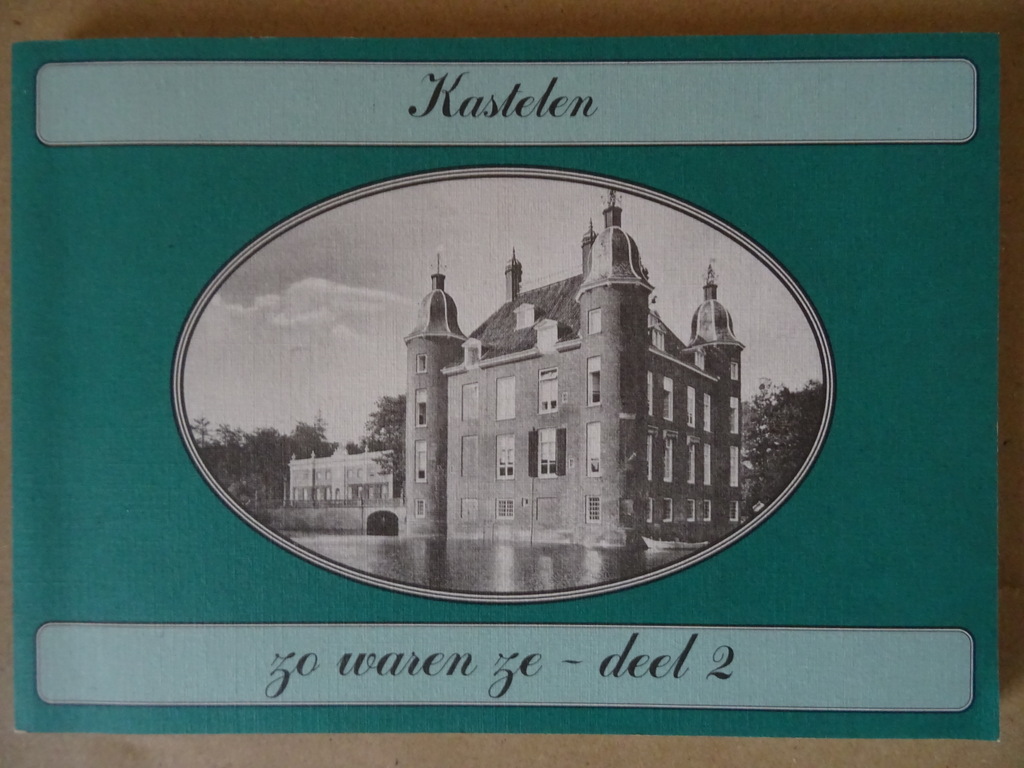 Kastelen
zo waren ze - deel 2